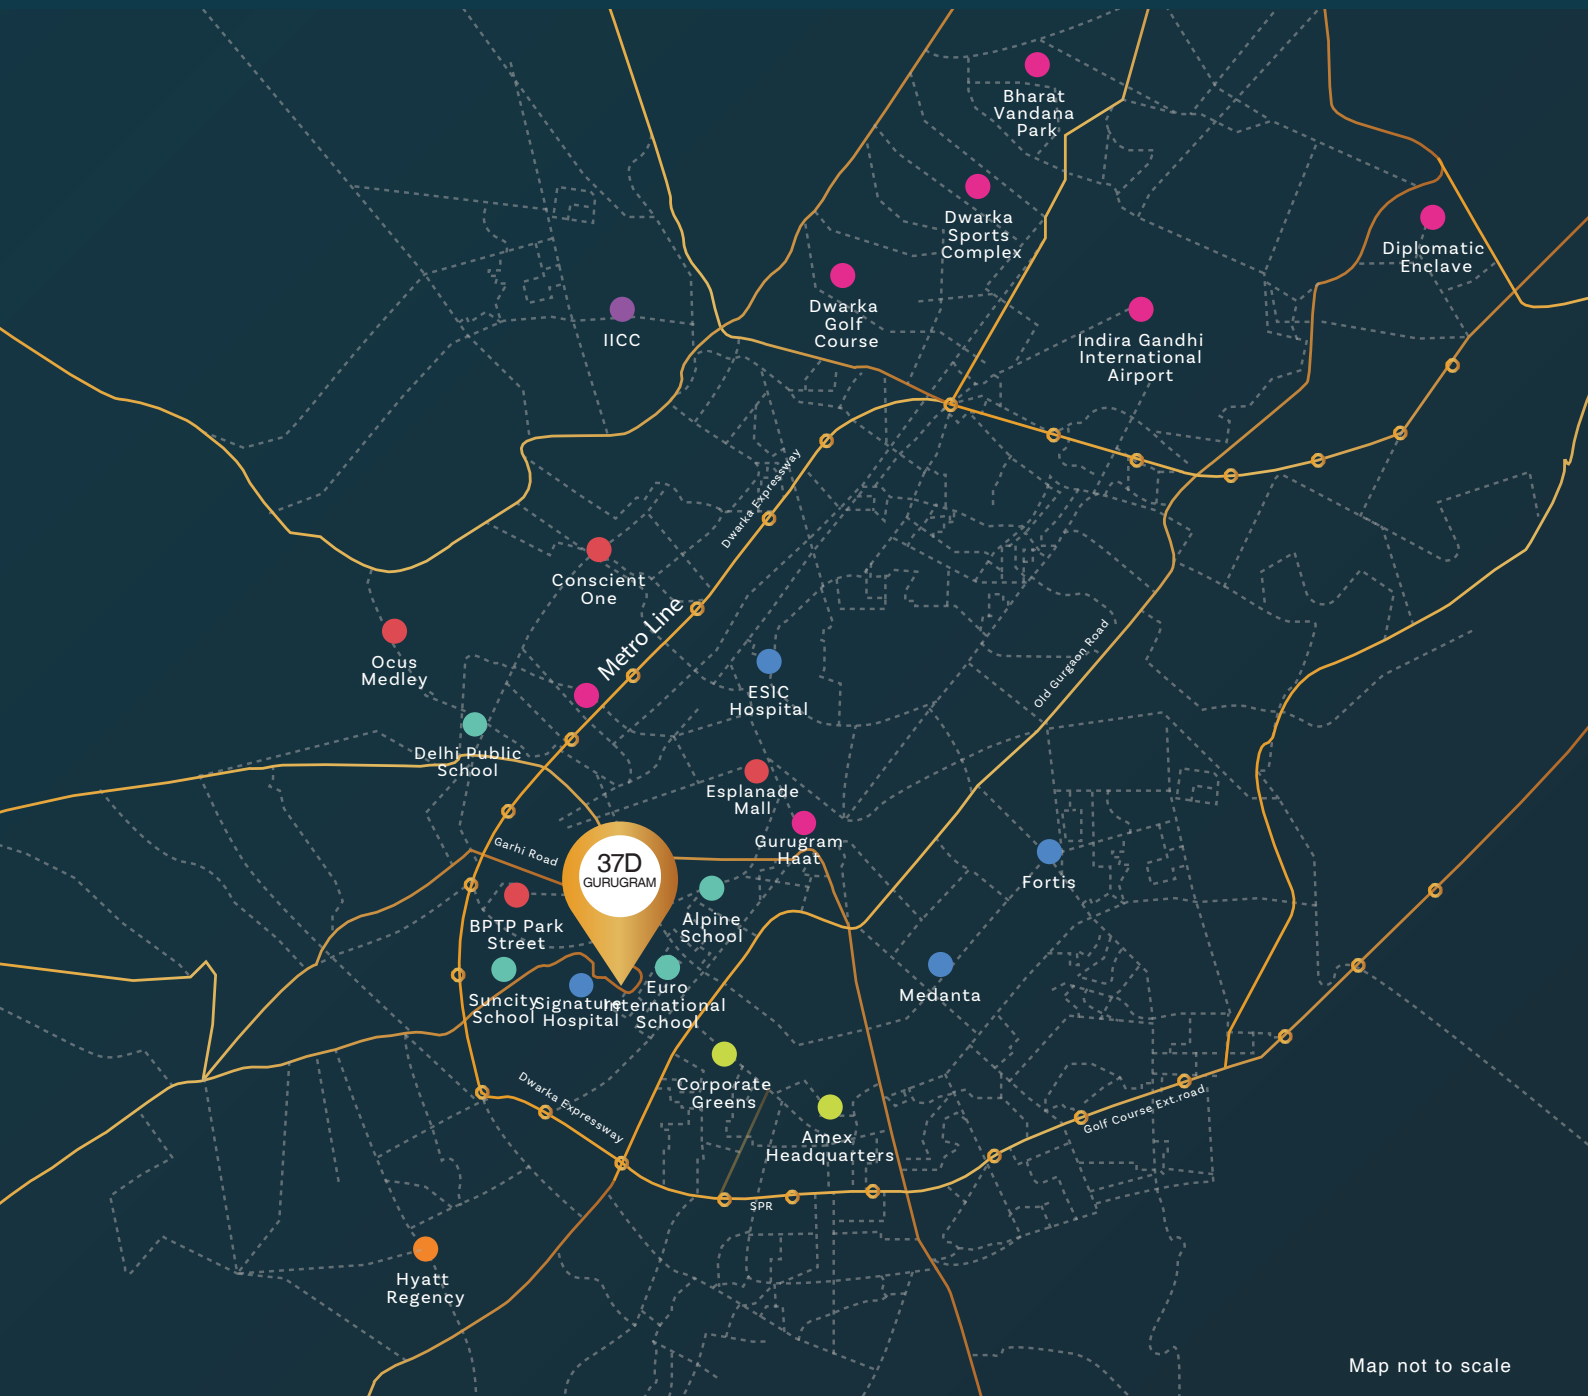 Bharat
Vandana
Park
Dwarka
Sports
Complex
Diplomatic
Enclave
Dwarka
Golf
Course
IICC
Indira Gandhi
International
Airport
Dwarka Expressway
Conscient
One
Metro Line
Ocus
Medley
ESIC
Hospital
Old Gurgaon Road
Delhi Public
School
Esplanade
Mall
Gurugram
Haat
Garhi Road
37D
GURUGRAM
Fortis
BPTP Park
Street
Alpine
School
Suncity
School
Signature
Hospital
Euro
International
School
Medanta
Corporate
Greens
Dwarka Expressway
Amex
Headquarters
Golf Course Ext.road
SPR
Hyatt
Regency
Map not to scale